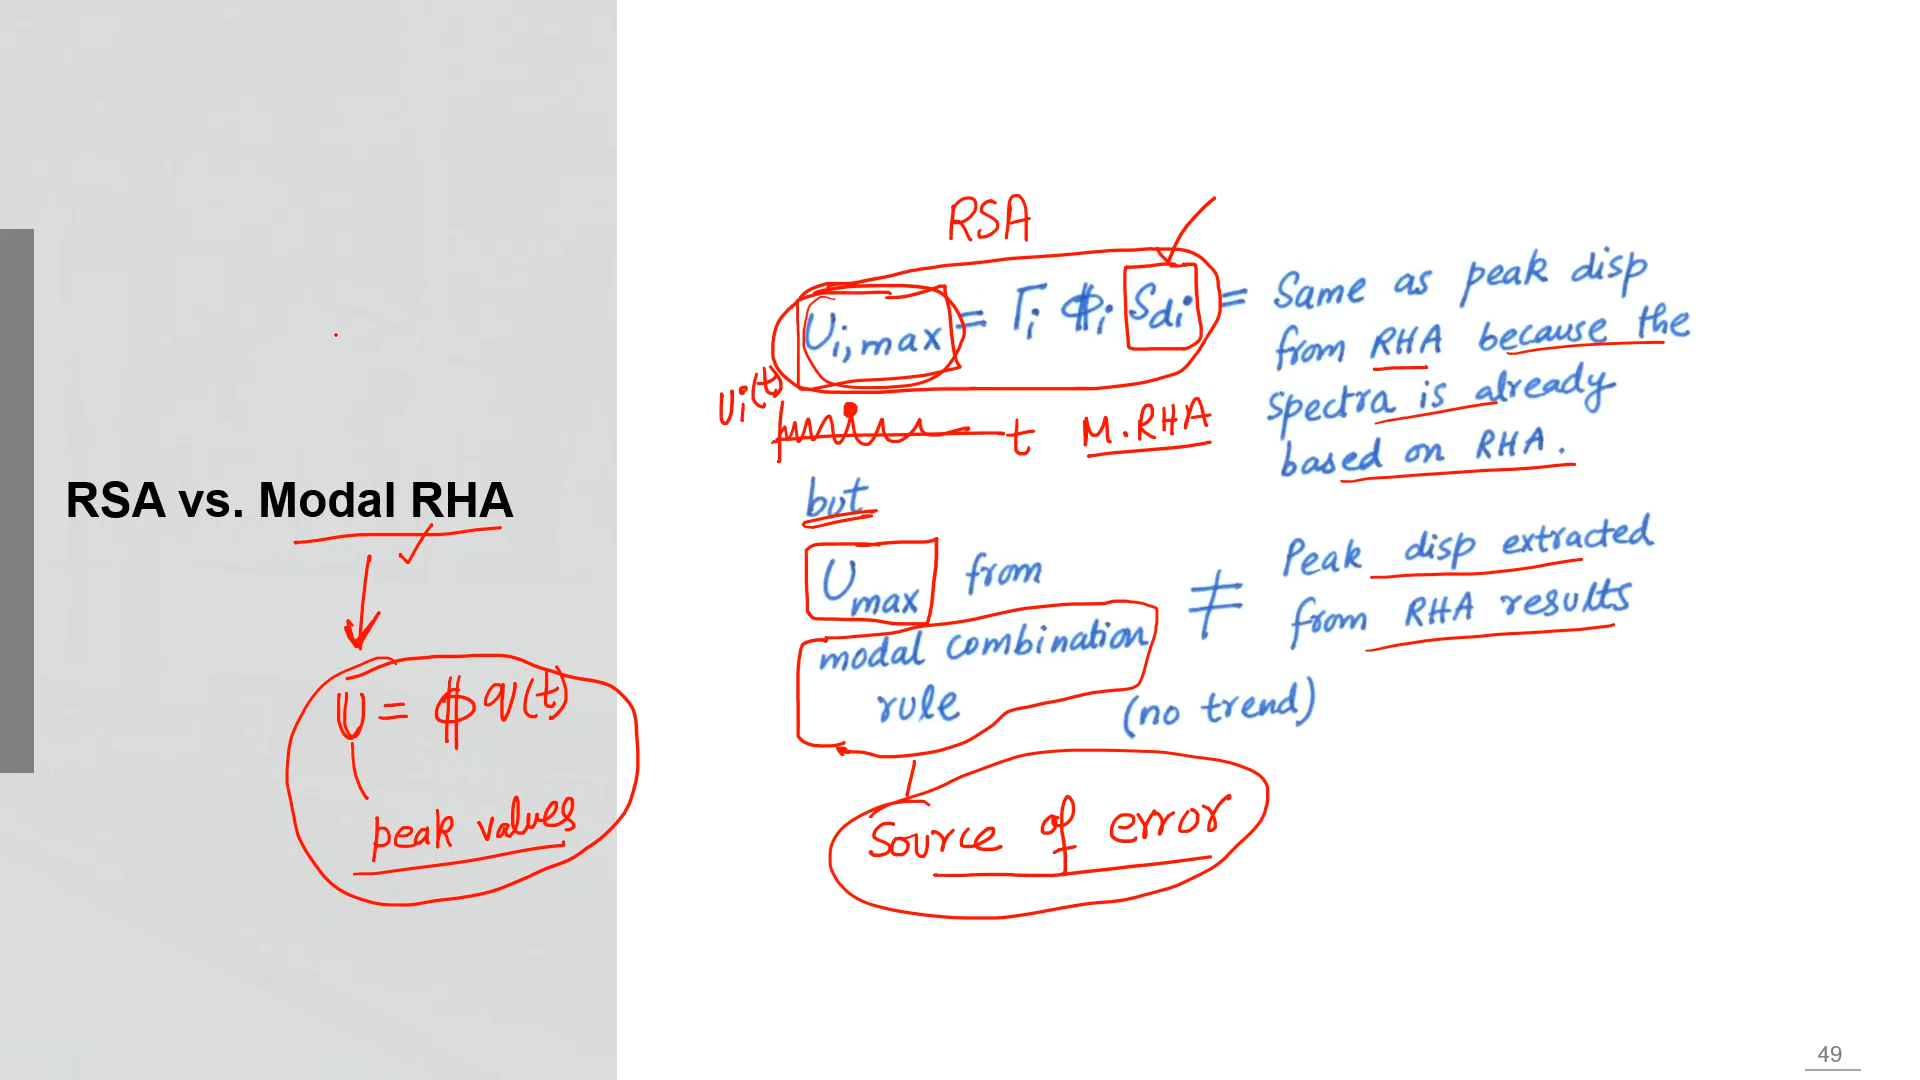 RSA vs. Modal RHA
U = ϕ q(t)
peak values
RSA
Ui,max = Γi ϕi Sdi = Same as peak disp
from RHA because the
spectra is already
based on RHA.
Ui(t)
t M.RHA
but
Umax from
modal combination
rule
≠ Peak disp extracted
from RHA results
(no trend)
Source of error
49